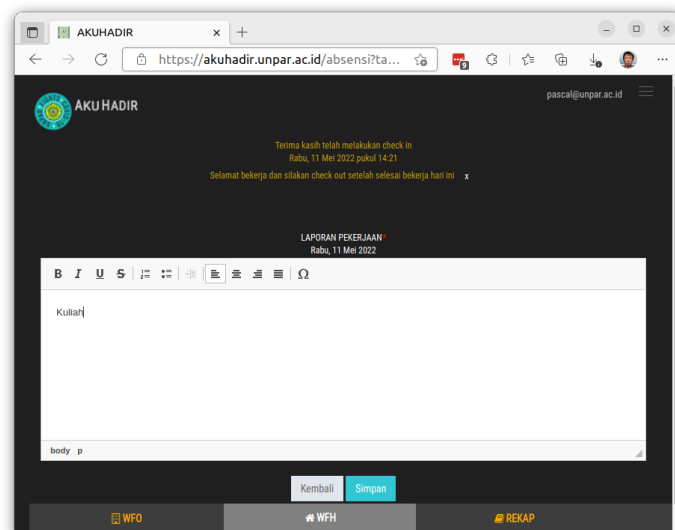 AKUHADIR
https://akuhadir.unpar.ac.id/absensi?ta...
9
AKU HADIR
pascal@unpar.ac.id
Terima kasih telah melakukan check in
Rabu, 11 Mei 2022 pukul 14:21
Selamat bekerja dan silakan check out setelah selesai bekerja hari ini x
LAPORAN PEKERJAAN*
Rabu, 11 Mei 2022
B I U S Ω
Kuliah
body p
Kembali Simpan
WFO WFH REKAP